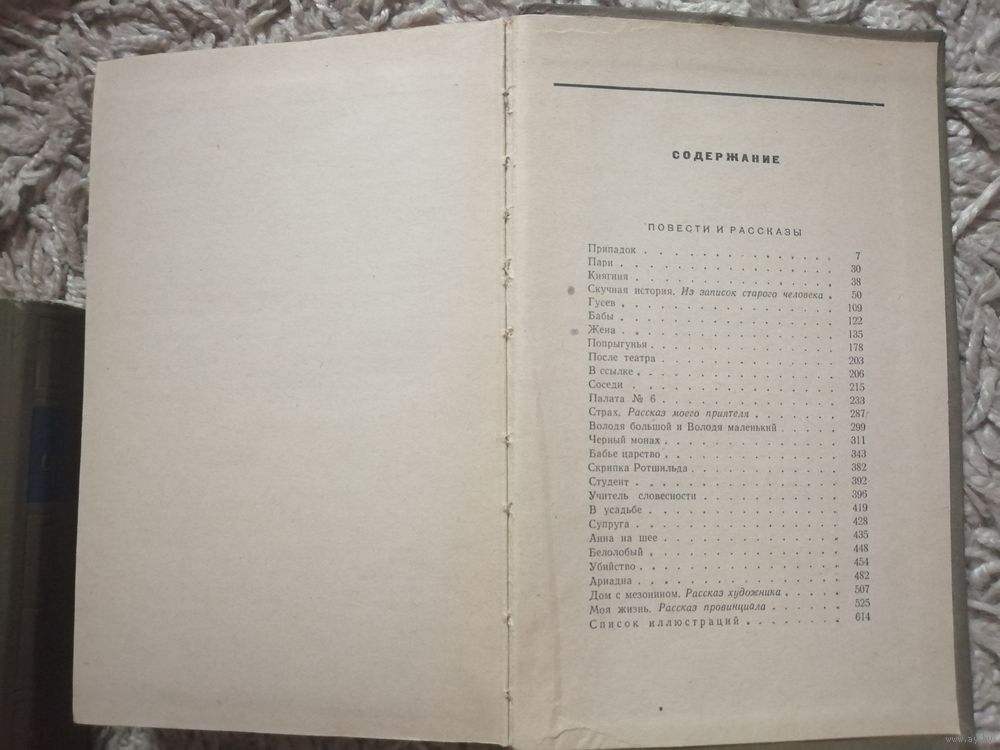 СОДЕРЖАНИЕ
ПОВЕСТИ И РАССКАЗЫ
Припадок . . . . . . . . . . . . . 7
Пари . . . . . . . . . . . . . . 30
Княгиня . . . . . . . . . . . . . 38
Скучная история. Из записок старого человека . 50
Гусев . . . . . . . . . . . . . . 109
Бабы . . . . . . . . . . . . . . 122
Жена . . . . . . . . . . . . . . 135
Попрыгунья . . . . . . . . . . . . 178
После театра . . . . . . . . . . . . 203
В ссылке . . . . . . . . . . . . . 206
Соседи . . . . . . . . . . . . . . 215
Палата № 6 . . . . . . . . . . . . 233
Страх. Рассказ моего приятеля . . . . . . 287
Володя большой и Володя маленький . . . . 299
Черный монах . . . . . . . . . . . . 311
Бабье царство . . . . . . . . . . . . 343
Скрипка Ротшильда . . . . . . . . . . 382
Студент . . . . . . . . . . . . . 392
Учитель словесности . . . . . . . . . 396
В усадьбе . . . . . . . . . . . . . 419
Супруга . . . . . . . . . . . . . 428
Анна на шее . . . . . . . . . . . . 435
Белолобый . . . . . . . . . . . . . 448
Убийство . . . . . . . . . . . . . 454
Ариадна . . . . . . . . . . . . . 482
Дом с мезонином. Рассказ художника . . . . 507
Моя жизнь. Рассказ провинциала . . . . . 525
Список иллюстраций . . . . . . . . 614